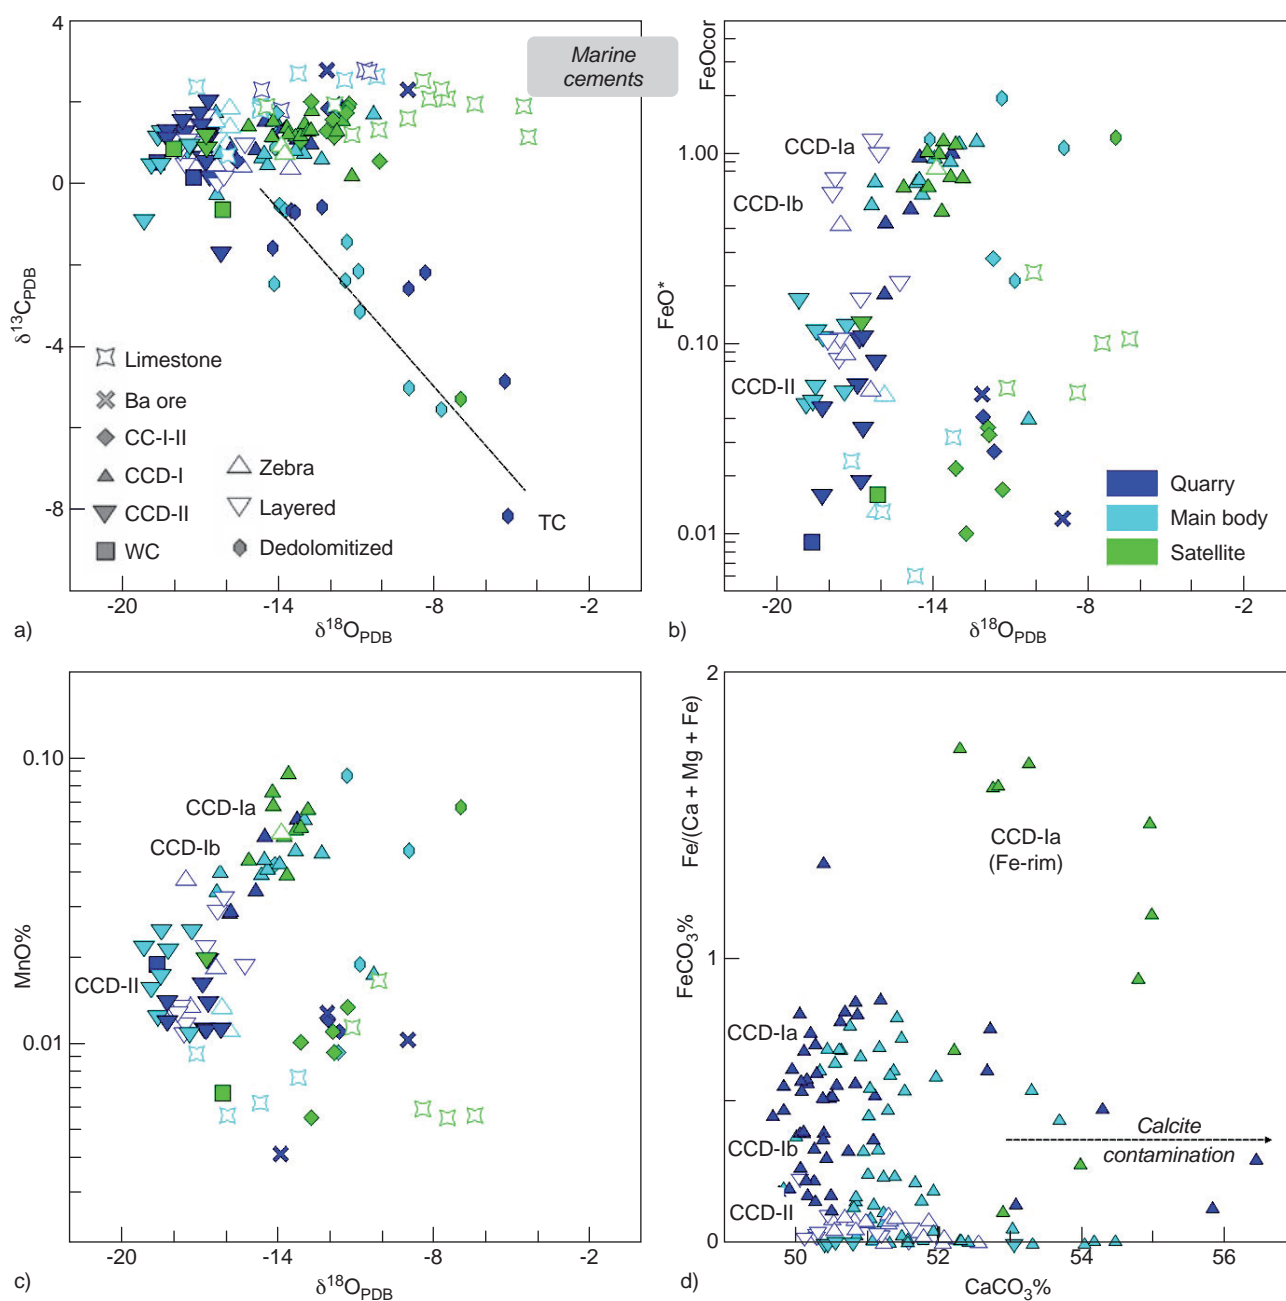 4
0
-4
-8
δ13CPDB
Marine
cements
Limestone
Ba ore
CC-I-II
CCD-I
CCD-II
WC
Zebra
Layered
Dedolomitized
TC
-20
-14
-8
-2
δ18OPDB
a)
FeOcor
1.00
0.10
0.01
FeO*
CCD-Ia
CCD-Ib
CCD-II
Quarry
Main body
Satellite
-20
-14
-8
-2
δ18OPDB
b)
0.10
0.01
MnO%
CCD-Ia
CCD-Ib
CCD-II
-20
-14
-8
-2
δ18OPDB
c)
2
1
0
Fe/(Ca + Mg + Fe)
FeCO3%
CCD-Ia
(Fe-rim)
CCD-Ia
CCD-Ib
CCD-II
Calcite
contamination
50
52
54
56
CaCO3%
d)